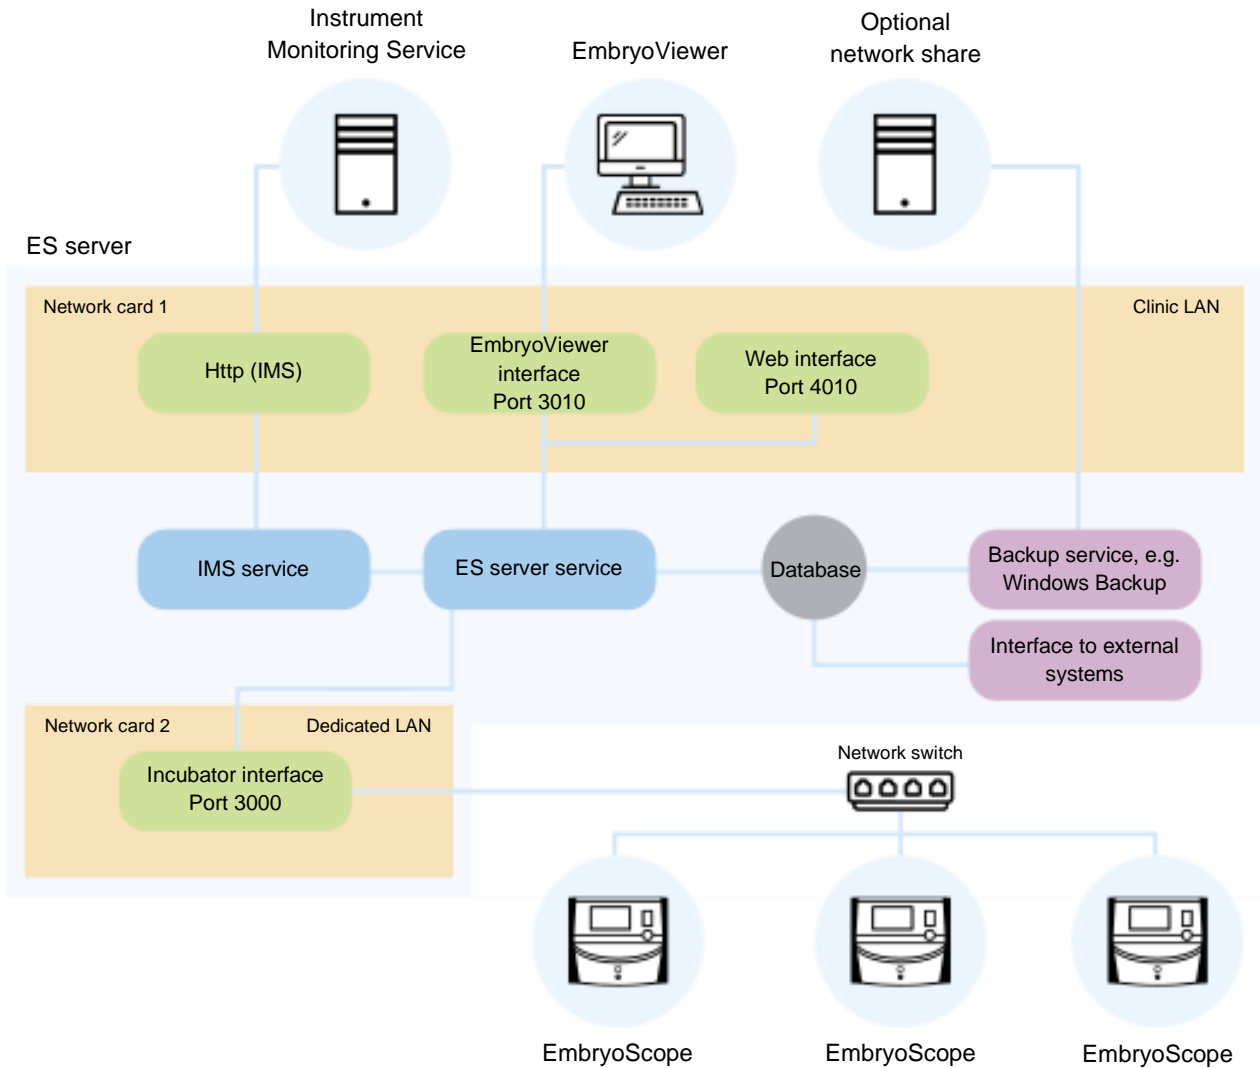 Instrument
Monitoring Service
EmbryoViewer
Optional
network share
ES server
Network card 1
Clinic LAN
Http (IMS)
EmbryoViewer
interface
Port 3010
Web interface
Port 4010
IMS service
ES server service
Database
Backup service, e.g.
Windows Backup
Interface to external
systems
Network card 2
Dedicated LAN
Incubator interface
Port 3000
Network switch
EmbryoScope
EmbryoScope
EmbryoScope